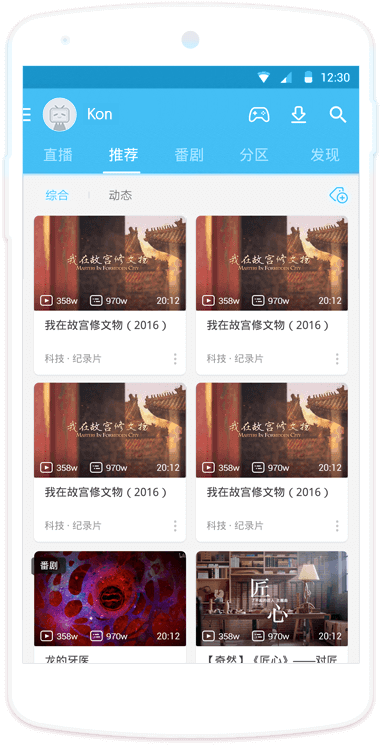 12:30
Kon
直播 推荐 番剧 分区 发现
综合 动态
我在故宫修文物 我在故宫修文物
MASTERS IN FORBIDDEN CITY MASTERS IN FORBIDDEN CITY
358w 970w 20:12 358w 970w 20:12
我在故宫修文物（2016） 我在故宫修文物（2016）
科技 · 纪录片 科技 · 纪录片
我在故宫修文物 我在故宫修文物
MASTERS IN FORBIDDEN CITY MASTERS IN FORBIDDEN CITY
358w 970w 20:12 358w 970w 20:12
我在故宫修文物（2016） 我在故宫修文物（2016）
科技 · 纪录片 科技 · 纪录片
番剧 匠
心
358w 970w 20:12 358w 970w 20:12
龙的牙医 【奇然】《匠心》——对匠